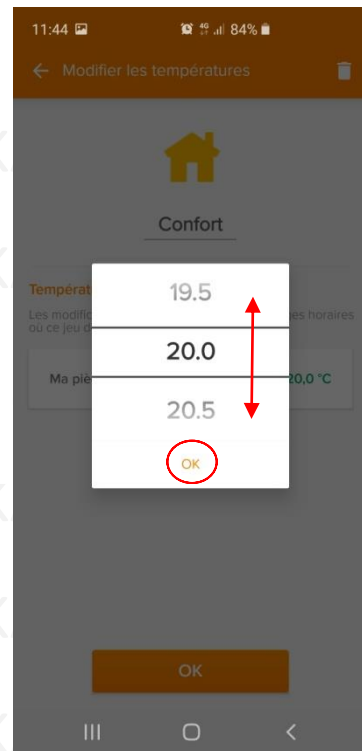 11:44 4G 84%
Modifier les températures
Confort
Températ
Les modific es horaires
où ce jeu d
19.5
20.0
Ma piè 20,0 °C
20.5
OK
OK